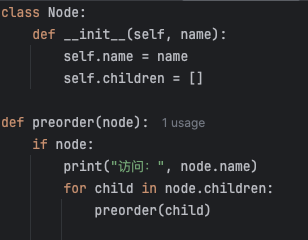 class Node:
    def __init__(self, name):
        self.name = name
        self.children = []

def preorder(node):  1 usage
    if node:
        print("访问：", node.name)
        for child in node.children:
            preorder(child)